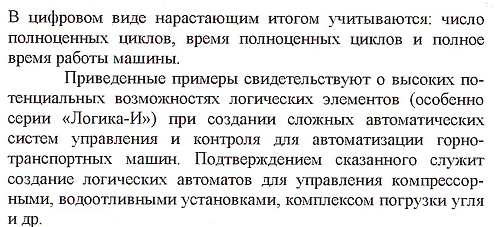 В цифровом виде нарастающим итогом учитываются: число
полноценных циклов, время полноценных циклов и полное
время работы машины.
Приведенные примеры свидетельствуют о высоких по-
тенциальных возможностях логических элементов (особенно
серии «Логика-И») при создании сложных автоматических
систем управления и контроля для автоматизации горно-
транспортных машин. Подтверждением сказанного служит
создание логических автоматов для управления компрессор-
ными, водоотливными установками, комплексом погрузки угля
и др.